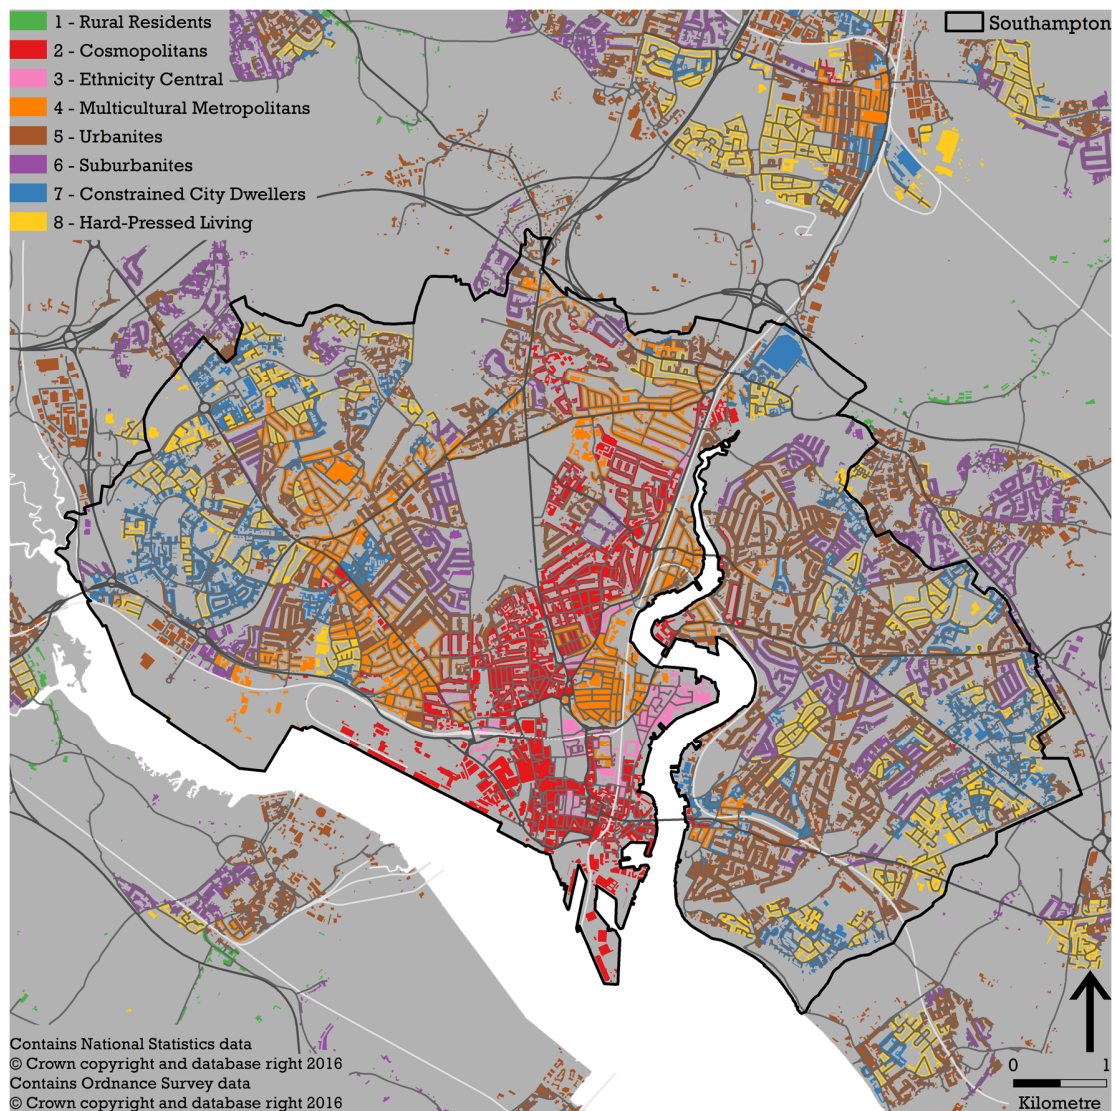 1 - Rural Residents
2 - Cosmopolitans
3 - Ethnicity Central
4 - Multicultural Metropolitans
5 - Urbanites
6 - Suburbanites
7 - Constrained City Dwellers
8 - Hard-Pressed Living
Southampton
Contains National Statistics data
© Crown copyright and database right 2016
Contains Ordnance Survey data
© Crown copyright and database right 2016
0 1
Kilometre